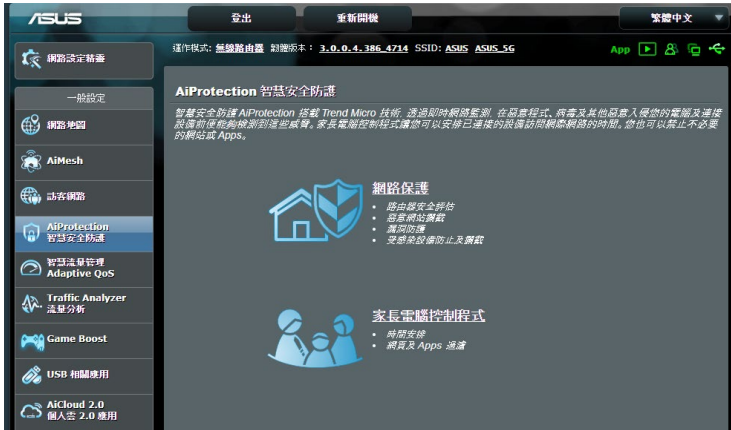 ASUS
登出
重新開機
繁體中文
運作模式: 無線路由器 韌體版本: 3.0.0.4.386_4714 SSID: ASUS ASUS_5G
App
網路設定精靈
一般設定
網路地圖
AiMesh
訪客網路
AiProtection
智慧安全防護
智慧流量管理
Adaptive QoS
Traffic Analyzer
流量分析
Game Boost
USB 相關應用
AiCloud 2.0
個人雲 2.0 應用
AiProtection 智慧安全防護
智慧安全防護 AiProtection 搭載 Trend Micro 技術, 透過即時網路監測, 在惡意程式、病毒及其他惡意入侵您的電腦及連接
設備前便能夠檢測到這些威脅。家長電腦控制程式讓您可以安排已連接的設備訪問網際網路的時間。您也可以禁止不必要
的網站或 Apps。
網路保護
• 路由器安全評估
• 惡意網站攔截
• 漏洞防護
• 受感染設備防止及攔截
家長電腦控制程式
• 時間安排
• 網頁及 Apps 過濾